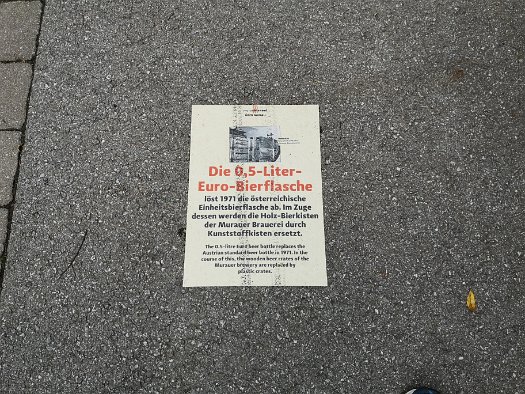 Die 0,5-Liter-
Euro-Bierflasche
löst 1971 die österreichische
Einheitsbierflasche ab. Im Zuge
dessen werden die Holz-Bierkisten
der Murauer Brauerei durch
Kunststoffkisten ersetzt.
The 0.5-litre Euro beer bottle replaces the
Austrian standard beer bottle in 1971. In the
course of this, the wooden beer crates of the
Murauer brewery are replaced by
plastic crates.